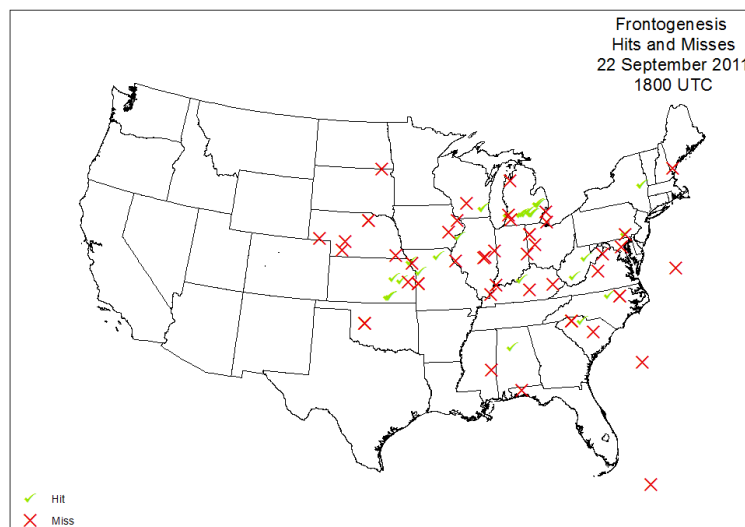 Frontogenesis
Hits and Misses
22 September 2011
1800 UTC
Hit
Miss